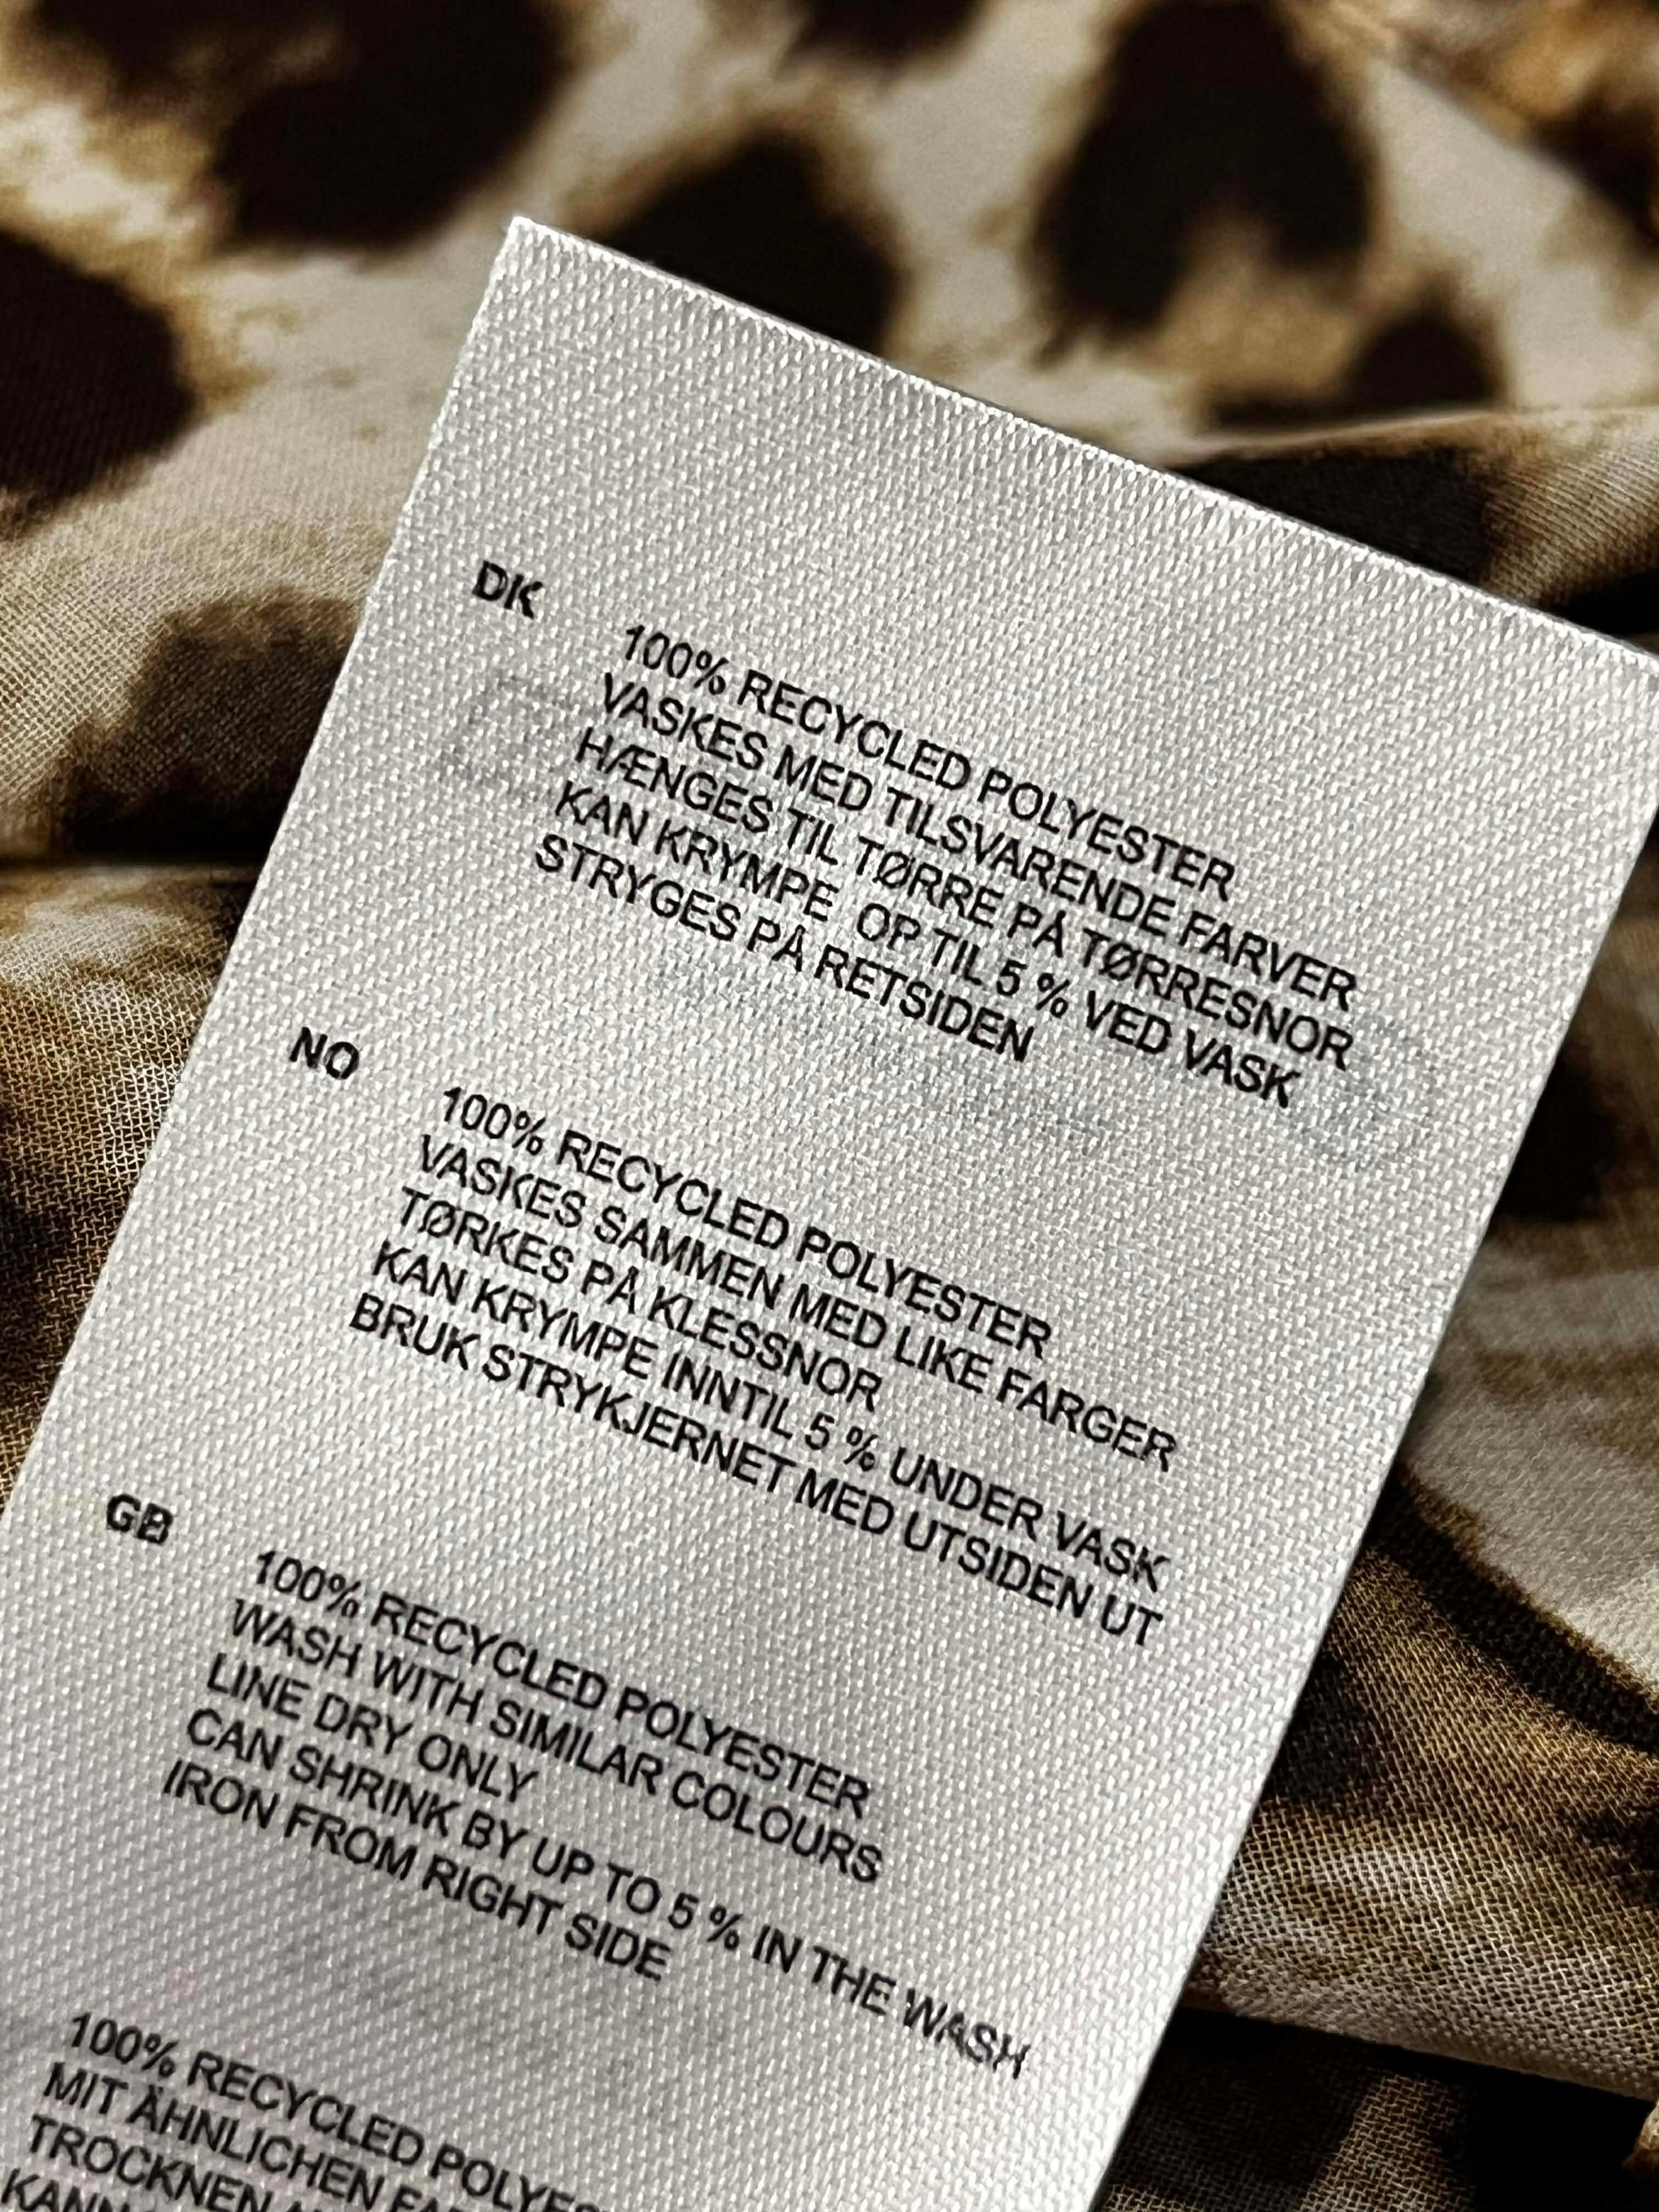 DK
100% RECYCLED POLYESTER
VASKES MED TILSVARENDE FARVER
HÆNGES TIL TØRRE PÅ TØRRESNOR
KAN KRYMPE OP TIL 5 % VED VASK
STRYGES PÅ RETSIDEN
NO
100% RECYCLED POLYESTER
VASKES SAMMEN MED LIKE FARGER
TØRKES PÅ KLESSNOR
KAN KRYMPE INNTIL 5 % UNDER VASK
BRUK STRYKJERNET MED UTSIDEN UT
GB
100% RECYCLED POLYESTER
WASH WITH SIMILAR COLOURS
LINE DRY ONLY
CAN SHRINK BY UP TO 5 % IN THE WASH
IRON FROM RIGHT SIDE
100% RECYCLED
MIT ÄHNLICHEN
TROCKNEN